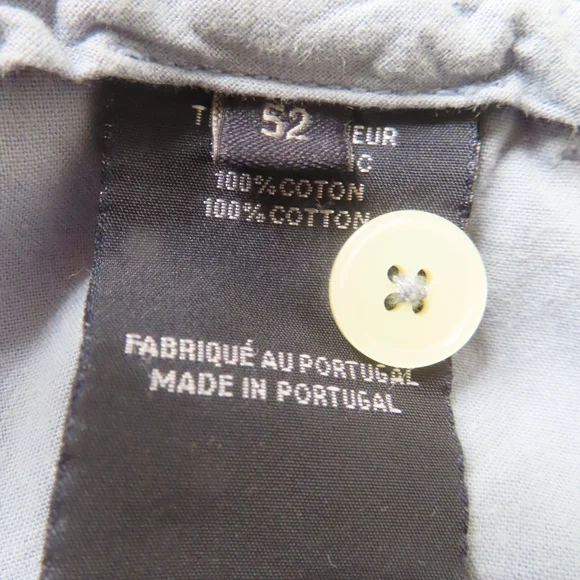 52
EUR
100% COTON
100% COTTON
FABRIQUÉ AU PORTUGAL
MADE IN PORTUGAL